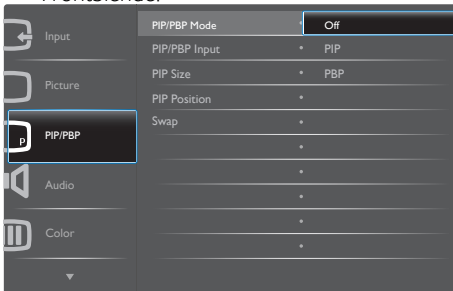 Input
Picture
P
PIP/PBP
Audio
Color
PIP/PBP Mode
PIP/PBP Input
PIP Size
PIP Position
Swap
Off
PIP
PBP